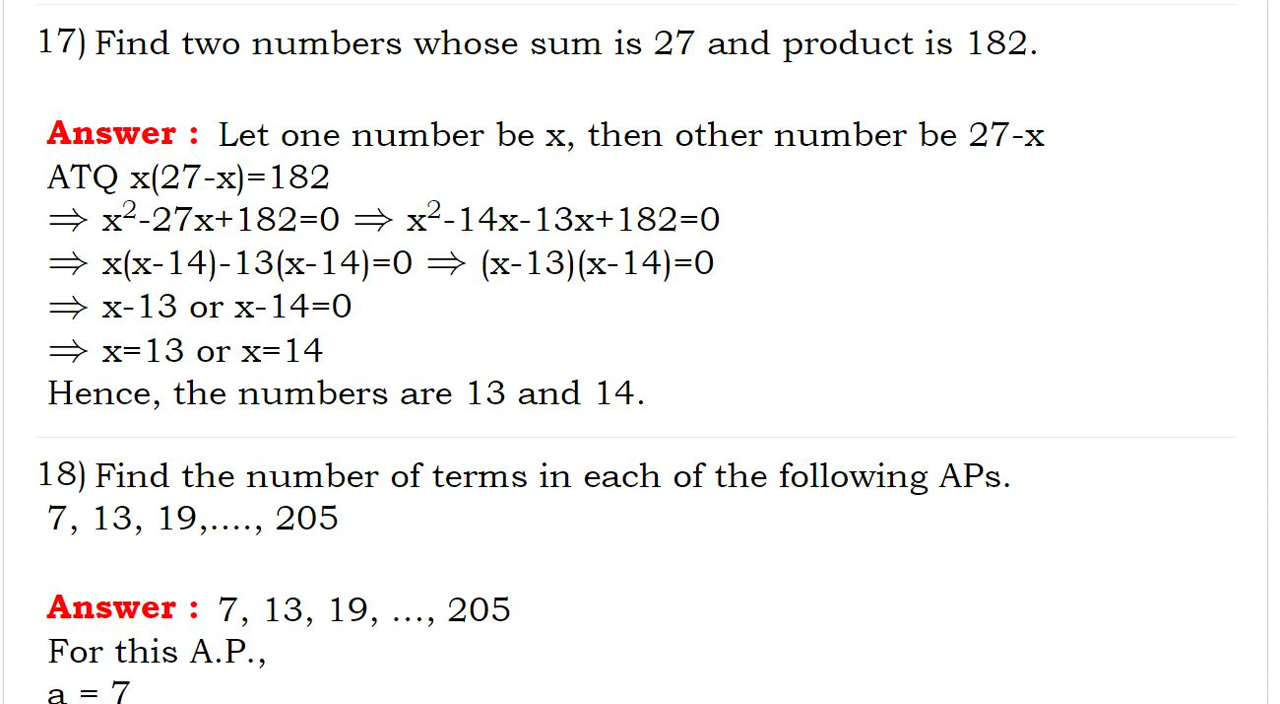 17) Find two numbers whose sum is 27 and product is 182.
Answer : Let one number be x, then other number be 27-x
ATQ x(27-x)=182
⇒ x²-27x+182=0 ⇒ x²-14x-13x+182=0
⇒ x(x-14)-13(x-14)=0 ⇒ (x-13)(x-14)=0
⇒ x-13 or x-14=0
⇒ x=13 or x=14
Hence, the numbers are 13 and 14.
18) Find the number of terms in each of the following APs.
7, 13, 19,...., 205
Answer : 7, 13, 19, ..., 205
For this A.P.,
a = 7